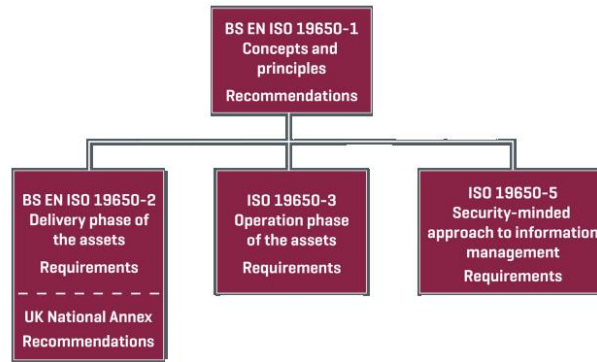 BS EN ISO 19650-1
Concepts and
principles
Recommendations
BS EN ISO 19650-2
Delivery phase of
the assets
Requirements
UK National Annex
Recommendations
ISO 19650-3
Operation phase
of the assets
Requirements
ISO 19650-5
Security-minded
approach to information
management
Requirements